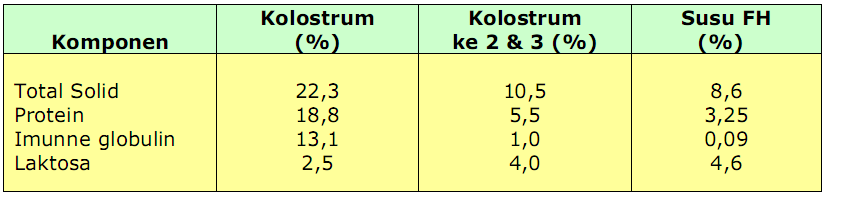 Komponen Kolostrum (%) Kolostrum ke 2 & 3 (%) Susu FH (%)
Total Solid 22,3 10,5 8,6
Protein 18,8 5,5 3,25
Imunne globulin 13,1 1,0 0,09
Laktosa 2,5 4,0 4,6